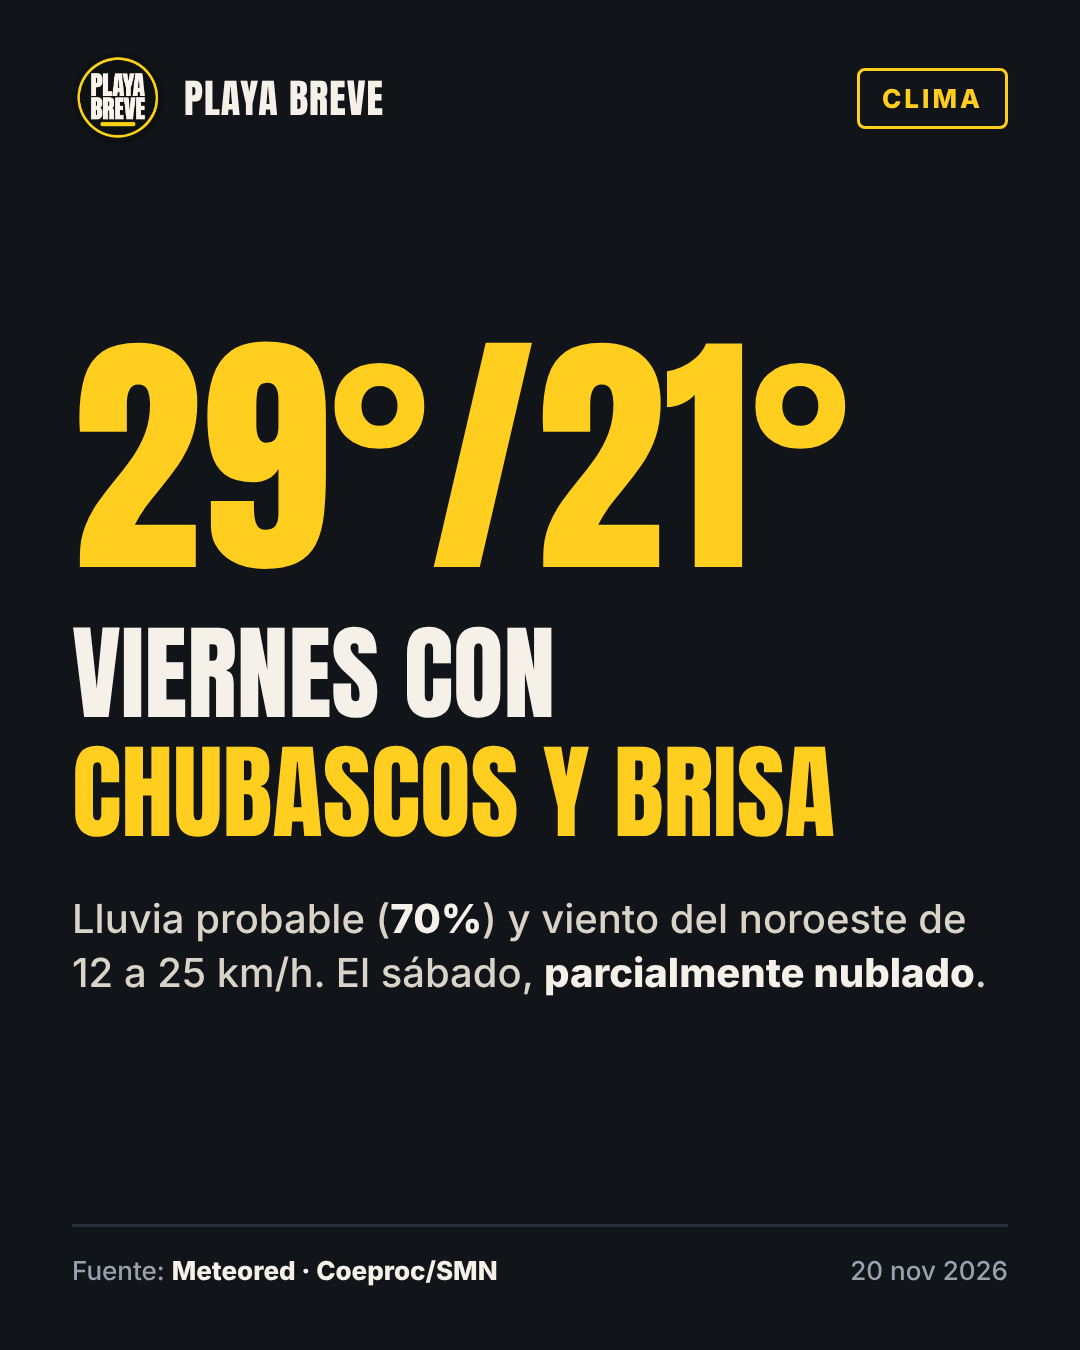 PLAYA
BREVE
PLAYA BREVE
CLIMA
29°/21°
VIERNES CON
CHUBASCOS Y BRISA
Lluvia probable (70%) y viento del noroeste de
12 a 25 km/h. El sábado, parcialmente nublado.
Fuente: Meteored · Coeproc/SMN
20 nov 2026